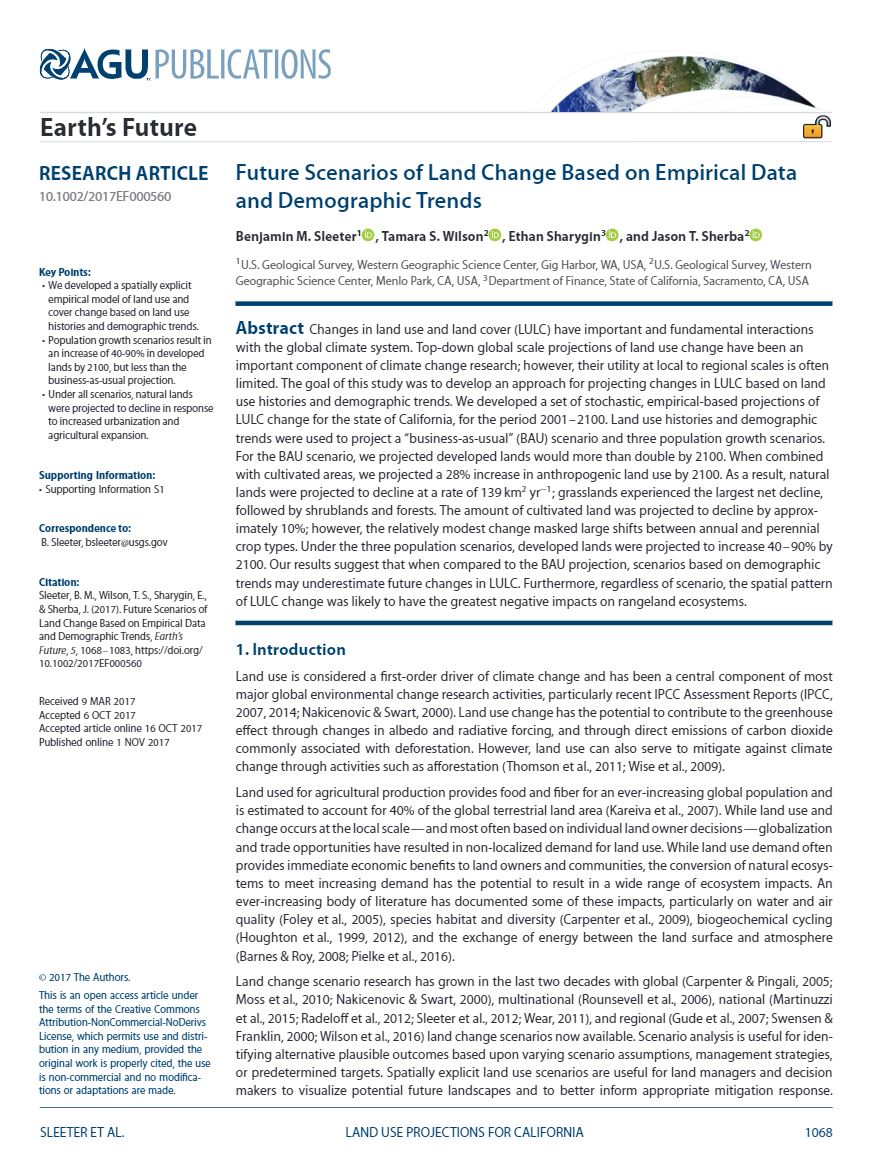 AGU PUBLICATIONS
Earth's Future
RESEARCH ARTICLE
10.1002/2017EF000560
Key Points:
• We developed a spatially explicit
empirical model of land use and
cover change based on land use
histories and demographic trends.
• Population growth scenarios result in
an increase of 40-90% in developed
lands by 2100, but less than the
business-as-usual projection.
• Under all scenarios, natural lands
were projected to decline in response
to increased urbanization and
agricultural expansion.
Supporting Information:
• Supporting Information S1
Correspondence to:
B. Sleeter, bsleeter@usgs.gov
Citation:
Sleeter, B. M., Wilson, T. S., Sharygin, E.,
& Sherba, J. (2017). Future Scenarios of
Land Change Based on Empirical Data
and Demographic Trends, Earth's
Future, 5, 1068–1083, https://doi.org/
10.1002/2017EF000560
Received 9 MAR 2017
Accepted 6 OCT 2017
Accepted article online 16 OCT 2017
Published online 1 NOV 2017
© 2017 The Authors.
This is an open access article under
the terms of the Creative Commons
Attribution-NonCommercial-NoDerivs
License, which permits use and distri-
bution in any medium, provided the
original work is properly cited, the use
is non-commercial and no modifica-
tions or adaptations are made.
Future Scenarios of Land Change Based on Empirical Data
and Demographic Trends
Benjamin M. Sleeter¹ iD, Tamara S. Wilson² iD, Ethan Sharygin³ iD, and Jason T. Sherba² iD
¹U.S. Geological Survey, Western Geographic Science Center, Gig Harbor, WA, USA, ²U.S. Geological Survey, Western
Geographic Science Center, Menlo Park, CA, USA, ³Department of Finance, State of California, Sacramento, CA, USA
Abstract Changes in land use and land cover (LULC) have important and fundamental interactions
with the global climate system. Top-down global scale projections of land use change have been an
important component of climate change research; however, their utility at local to regional scales is often
limited. The goal of this study was to develop an approach for projecting changes in LULC based on land
use histories and demographic trends. We developed a set of stochastic, empirical-based projections of
LULC change for the state of California, for the period 2001–2100. Land use histories and demographic
trends were used to project a "business-as-usual" (BAU) scenario and three population growth scenarios.
For the BAU scenario, we projected developed lands would more than double by 2100. When combined
with cultivated areas, we projected a 28% increase in anthropogenic land use by 2100. As a result, natural
lands were projected to decline at a rate of 139 km² yr⁻¹; grasslands experienced the largest net decline,
followed by shrublands and forests. The amount of cultivated land was projected to decline by approx-
imately 10%; however, the relatively modest change masked large shifts between annual and perennial
crop types. Under the three population scenarios, developed lands were projected to increase 40–90% by
2100. Our results suggest that when compared to the BAU projection, scenarios based on demographic
trends may underestimate future changes in LULC. Furthermore, regardless of scenario, the spatial pattern
of LULC change was likely to have the greatest negative impacts on rangeland ecosystems.
1. Introduction
Land use is considered a first-order driver of climate change and has been a central component of most
major global environmental change research activities, particularly recent IPCC Assessment Reports (IPCC,
2007, 2014; Nakicenovic & Swart, 2000). Land use change has the potential to contribute to the greenhouse
effect through changes in albedo and radiative forcing, and through direct emissions of carbon dioxide
commonly associated with deforestation. However, land use can also serve to mitigate against climate
change through activities such as afforestation (Thomson et al., 2011; Wise et al., 2009).
Land used for agricultural production provides food and fiber for an ever-increasing global population and
is estimated to account for 40% of the global terrestrial land area (Kareiva et al., 2007). While land use and
change occurs at the local scale—and most often based on individual land owner decisions—globalization
and trade opportunities have resulted in non-localized demand for land use. While land use demand often
provides immediate economic benefits to land owners and communities, the conversion of natural ecosys-
tems to meet increasing demand has the potential to result in a wide range of ecosystem impacts. An
ever-increasing body of literature has documented some of these impacts, particularly on water and air
quality (Foley et al., 2005), species habitat and diversity (Carpenter et al., 2009), biogeochemical cycling
(Houghton et al., 1999, 2012), and the exchange of energy between the land surface and atmosphere
(Barnes & Roy, 2008; Pielke et al., 2016).
Land change scenario research has grown in the last two decades with global (Carpenter & Pingali, 2005;
Moss et al., 2010; Nakicenovic & Swart, 2000), multinational (Rounsevell et al., 2006), national (Martinuzzi
et al., 2015; Radeloff et al., 2012; Sleeter et al., 2012; Wear, 2011), and regional (Gude et al., 2007; Swensen &
Franklin, 2000; Wilson et al., 2016) land change scenarios now available. Scenario analysis is useful for iden-
tifying alternative plausible outcomes based upon varying scenario assumptions, management strategies,
or predetermined targets. Spatially explicit land use scenarios are useful for land managers and decision
makers to visualize potential future landscapes and to better inform appropriate mitigation response.
SLEETER ET AL.
LAND USE PROJECTIONS FOR CALIFORNIA
1068